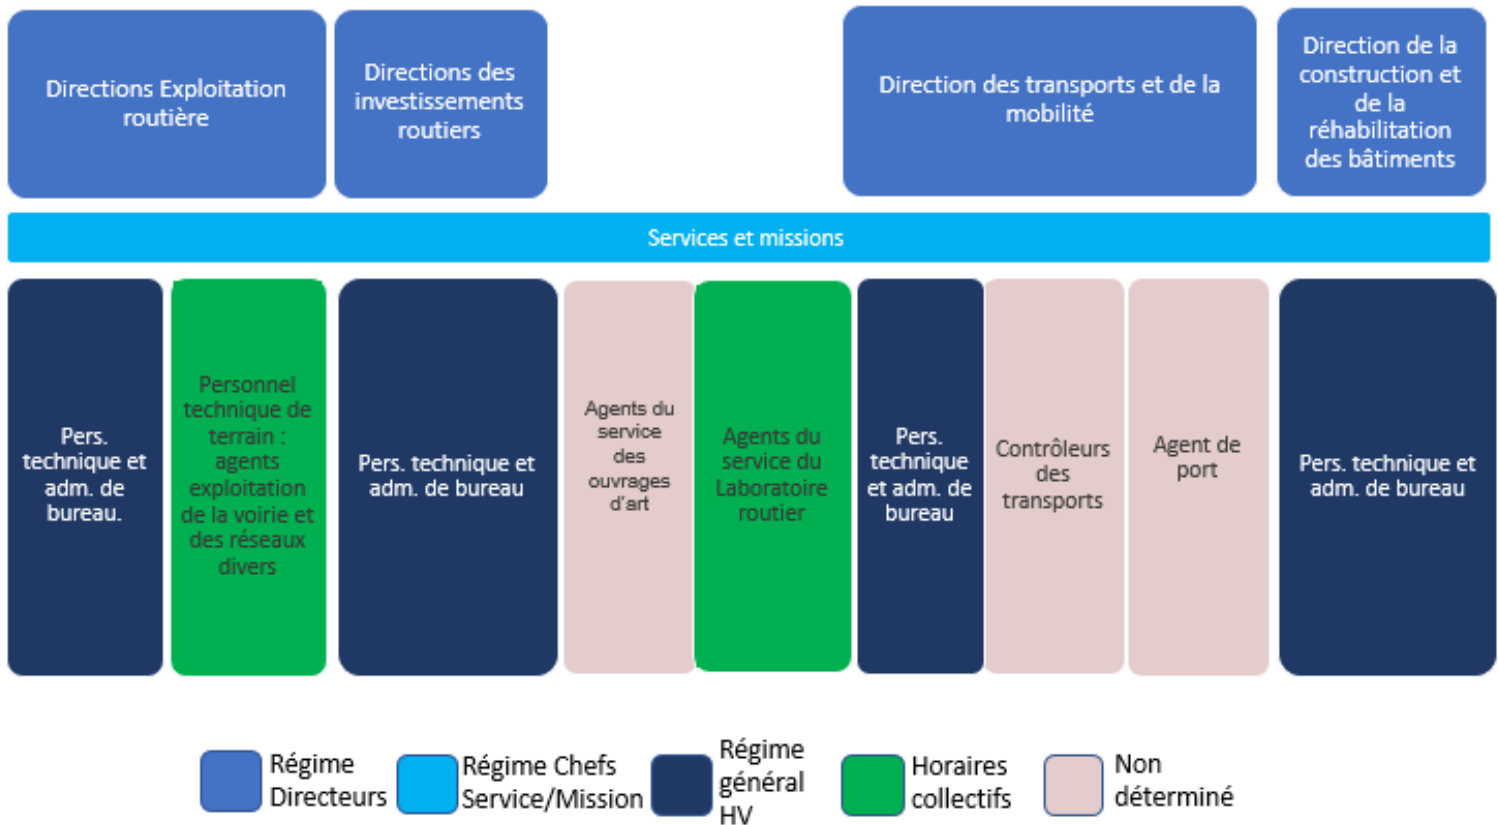 Directions Exploitation
routière
Directions des
investissements
routiers
Direction des transports et de la
mobilité
Direction de la
construction et
de la
réhabilitation
des bâtiments
Services et missions
Pers.
technique et
adm. de
bureau.
Personnel
technique de
terrain :
agents
exploitation
de la voirie et
des réseaux
divers
Pers. technique et
adm. de bureau
Agents du
service
des
ouvrages
d'art
Agents du
service du
Laboratoire
routier
Pers.
technique
et adm. de
bureau
Contrôleurs
des
transports
Agent de
port
Pers. technique et
adm. de bureau
Régime
Directeurs
Régime Chefs
Service/Mission
Régime
général
HV
Horaires
collectifs
Non
déterminé